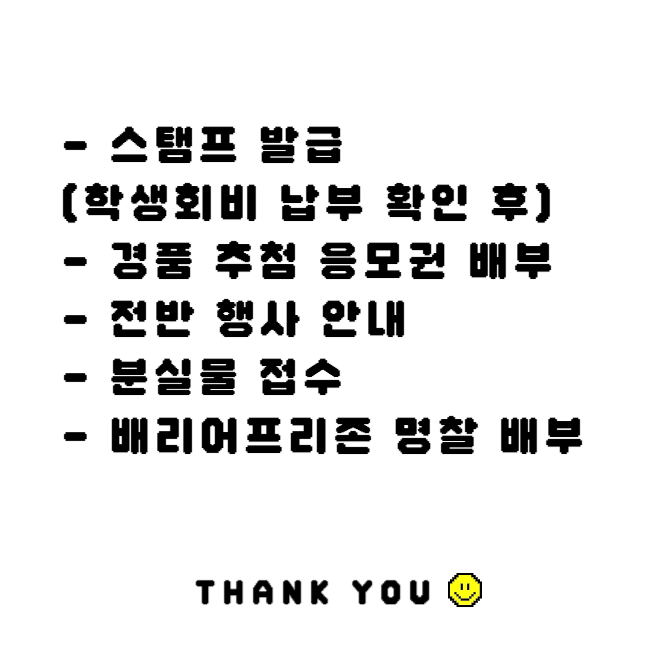 - 스탬프 발급
(학생회비 납부 확인 후)
- 경품 추첨 응모권 배부
- 전반 행사 안내
- 분실물 접수
- 배리어프리존 명찰 배부
THANK YOU